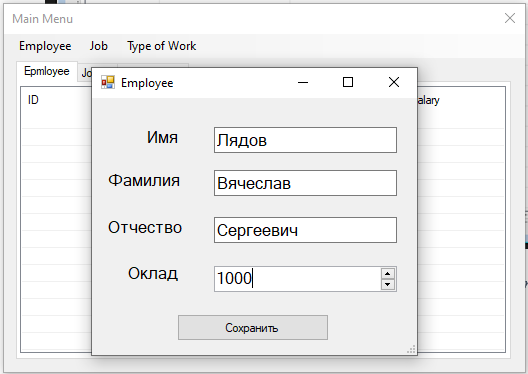 Main Menu
Employee Job Type of Work
Epmloyee Jo
ID alary
Employee
Имя Лядов
Фамилия Вячеслав
Отчество Сергеевич
Оклад 1000
Сохранить